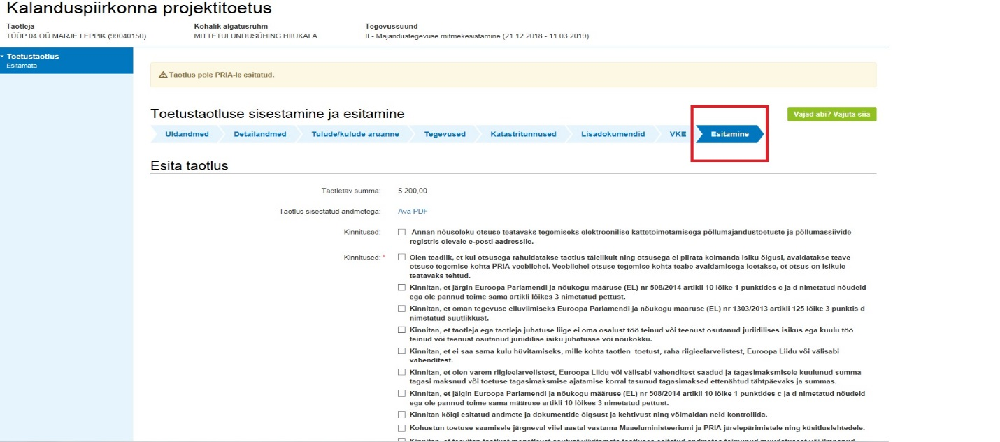 Kalanduspiirkonna projektitoetus
Taotleja
TÜÜP 04 OÜ MARJE LEPPIK (99040150)
Kohalik algatusrühm
MITTETULUNDUSÜHING HIIUKALA
Tegevussuund
II - Majandustegevuse mitmekesistamine (21.12.2018 - 11.03.2019)
Toetustaotlus
Esitamata
Taotlus pole PRIA-le esitatud.
Toetustaotluse sisestamine ja esitamine
Vajad abi? Vajuta siia
Üldandmed Detailandmed Tulude/kulude aruanne Tegevused Katastritunnused Lisadokumendid VKE Esitamine
Esita taotlus
Taotletav summa: 5 200,00
Taotlus sisestatud andmetega: Ava PDF
Kinnitused: Annan nõusoleku otsuse teatavaks tegemiseks elektroonilise kättetoimetamisega põllumajandustoetuste ja põllumassiivide
registris olevale e-posti aadressile.
Kinnitused: * Olen teadlik, et kui otsusega rahuldatakse taotlus täielikult ning otsusega ei piirata kolmanda isiku õigusi, avaldatakse teave
otsuse tegemise kohta PRIA veebilehel. Veebilehel otsuse tegemise kohta teabe avaldamisega loetakse, et otsus on isikule
teatavaks tehtud.
Kinnitan, et järgin Euroopa Parlamendi ja nõukogu määruse (EL) nr 508/2014 artikli 10 lõike 1 punktides c ja d nimetatud nõudeid
ega ole pannud toime sama artikli lõikes 3 nimetatud pettust.
Kinnitan, et oman tegevuse elluviimiseks Euroopa Parlamendi ja nõukogu määruse (EL) nr 1303/2013 artikli 125 lõike 3 punktis d
nimetatud suutlikkust.
Kinnitan, et taotleja ega taotleja juhatuse liige ei oma osalust töö teinud või teenust osutanud juriidilises isikus ega kuulu töö
teinud või teenust osutanud juriidilise isiku juhatusse või nõukokku.
Kinnitan, et ei saa sama kulu hüvitamiseks, mille kohta taotlen toetust, raha riigieelarvelistest, Euroopa Liidu või välisabi
vahenditest.
Kinnitan, et olen varem riigieelarvelistest, Euroopa Liidu või välisabi vahenditest saadud ja tagasimaksmisele kuulunud summa
tagasi maksnud või toetuse tagasimaksmise ajatamise korral tasunud tagasimaksed ettenähtud tähtpäevaks ja summas.
Kinnitan, et jälgin Euroopa Parlamendi ja nõukogu määruse (EL) nr 508/2014 artikli 10 lõike 1 punktides c ja d nimetatud nõudeid
ega ole pannud toime sama määruse artikli 10 lõikes 3 nimetatud pettust.
Kinnitan kõigi esitatud andmete ja dokumentide õigsust ja kehtivust ning võimaldan neid kontrollida.
Kohustun toetuse saamisele järgneval viiel aastal vastama Maaeluministeeriumi ja PRIA järelepärimistele ning küsitluslehtedele.
Kinnitan, et teavitan taotlust menetlevat asutust viivitamata taotluses esitatud andmetes toimunud muudatusest või ilmnenud